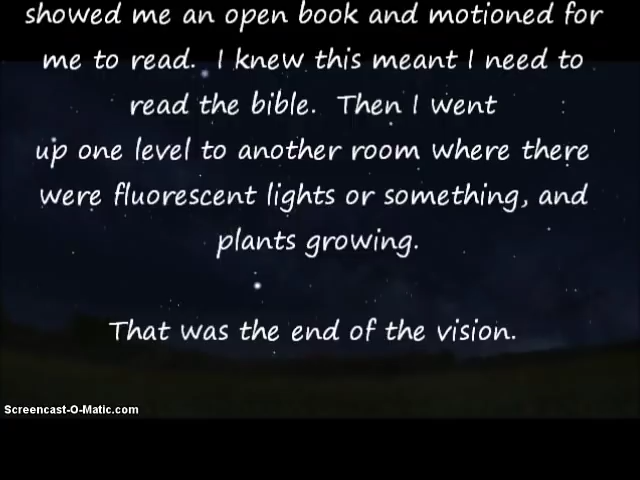 showed me an open book and motioned for
me to read.  I knew this meant I need to
read the bible.  Then I went
up one level to another room where there
were fluorescent lights or something, and
plants growing.
That was the end of the vision.
Screencast-O-Matic.com